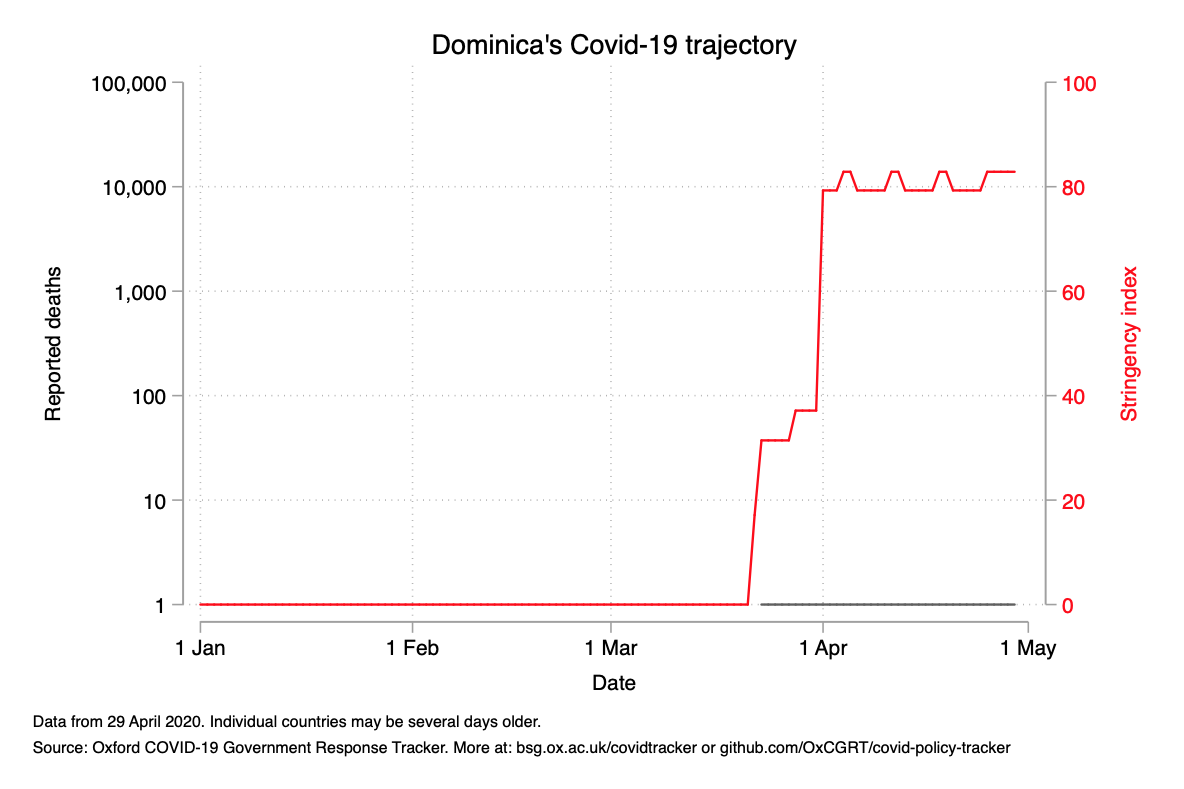 Dominica's Covid-19 trajectory
100,000
10,000
1,000
100
10
1
Reported deaths
100
80
60
40
20
0
Stringency index
1 Jan
1 Feb
1 Mar
1 Apr
1 May
Date
Data from 29 April 2020. Individual countries may be several days older.
Source: Oxford COVID-19 Government Response Tracker. More at: bsg.ox.ac.uk/covidtracker or github.com/OxCGRT/covid-policy-tracker